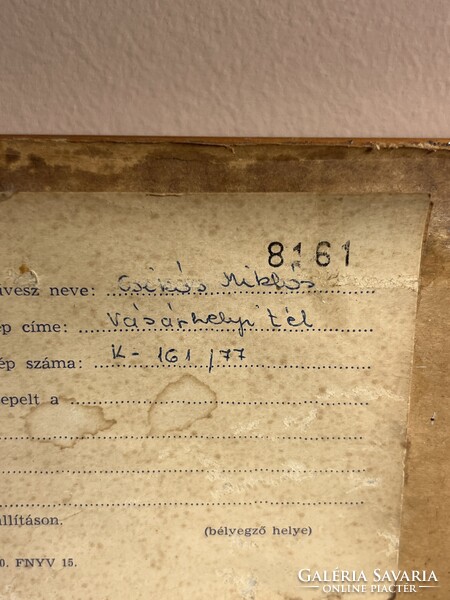 8161
űvész neve: Csikós Miklós
ép címe: Vásárhelyi tél
ép száma: K-161/77
epelt a
állításon.
(bélyegző helye)
0. FNYV 15.
GALÉRIA SAVARIA
ONLINE PIACTÉR